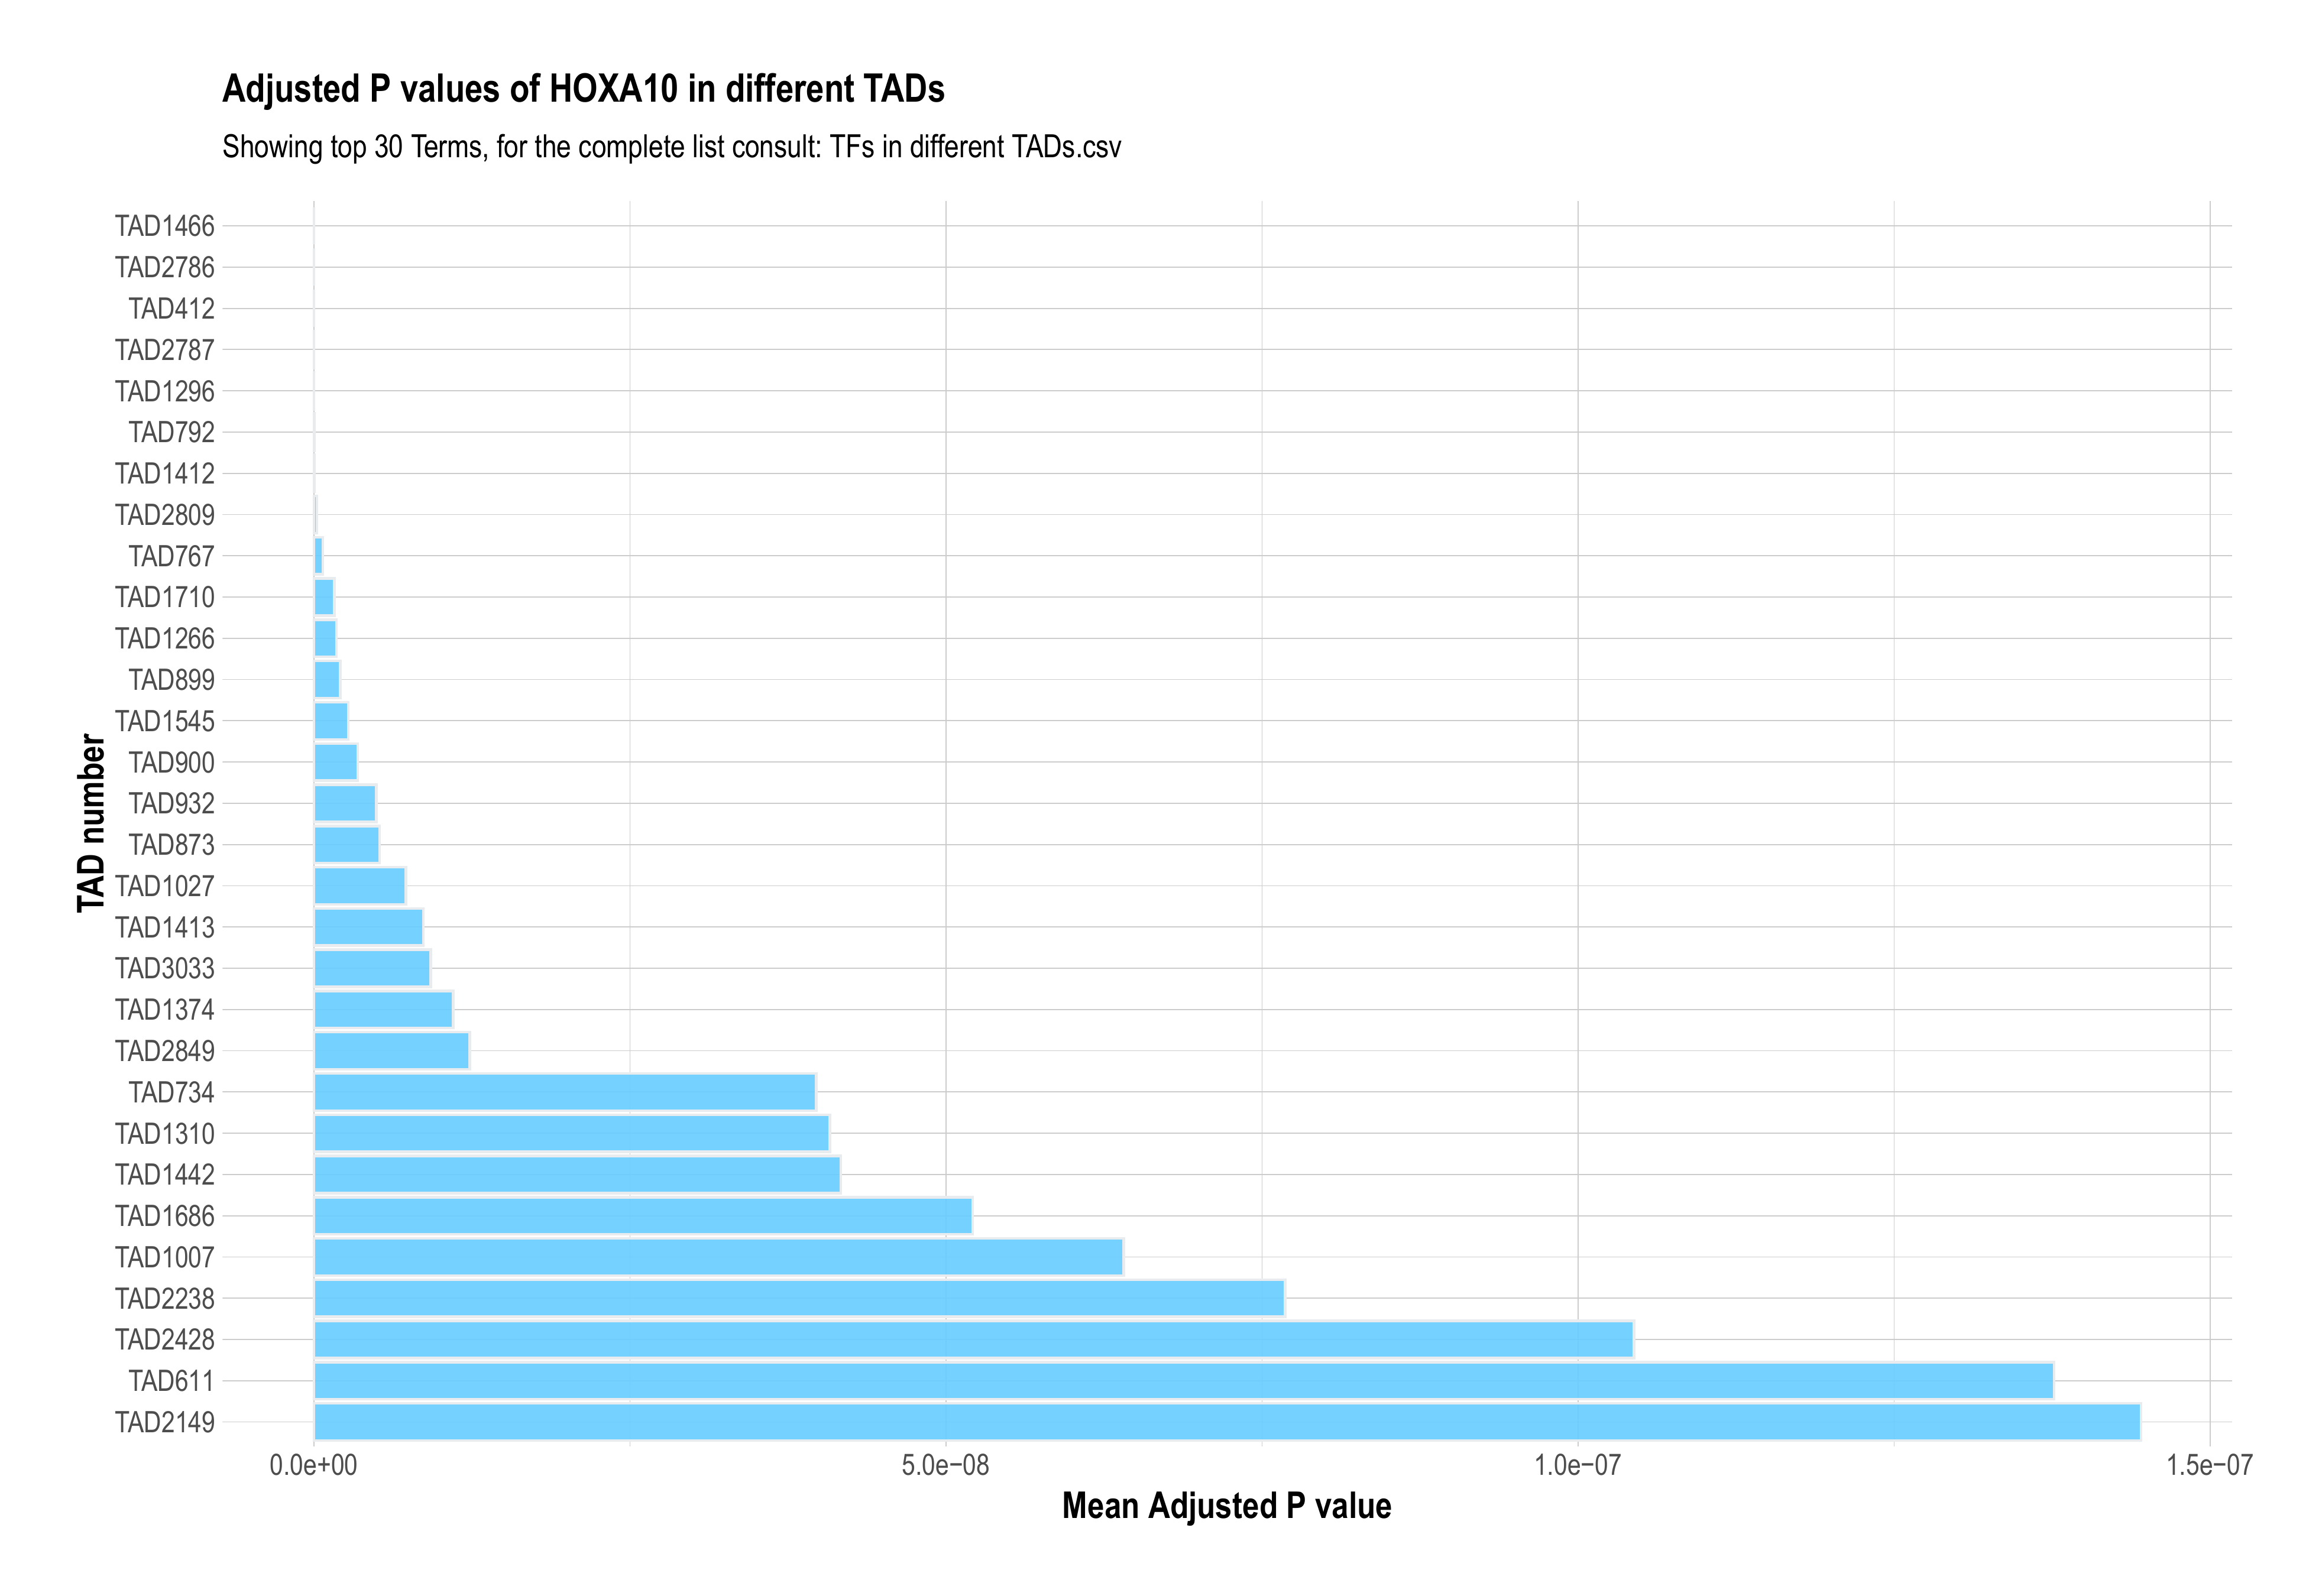 Adjusted P values of HOXA10 in different TADs
Showing top 30 Terms, for the complete list consult: TFs in different TADs.csv
TAD number
TAD1466
TAD2786
TAD412
TAD2787
TAD1296
TAD792
TAD1412
TAD2809
TAD767
TAD1710
TAD1266
TAD899
TAD1545
TAD900
TAD932
TAD873
TAD1027
TAD1413
TAD3033
TAD1374
TAD2849
TAD734
TAD1310
TAD1442
TAD1686
TAD1007
TAD2238
TAD2428
TAD611
TAD2149
0.0e+00 5.0e−08 1.0e−07 1.5e−07
Mean Adjusted P value